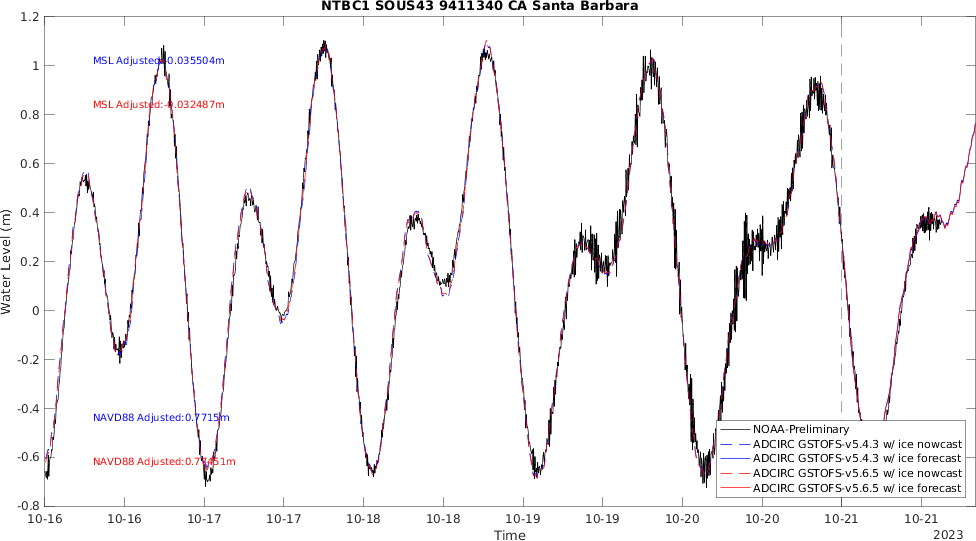 NTBC1 SOUS43 9411340 CA Santa Barbara
1.2
1
0.8
0.6
0.4
0.2
0
-0.2
-0.4
-0.6
-0.8
Water Level (m)
MSL Adjusted:-0.035504m
MSL Adjusted:-0.032487m
NAVD88 Adjusted:0.7715m
NAVD88 Adjusted:0.77451m
NOAA-Preliminary
ADCIRC GSTOFS-v5.4.3 w/ ice nowcast
ADCIRC GSTOFS-v5.4.3 w/ ice forecast
ADCIRC GSTOFS-v5.6.5 w/ ice nowcast
ADCIRC GSTOFS-v5.6.5 w/ ice forecast
10-16 10-16 10-17 10-17 10-18 10-18 10-19 10-19 10-20 10-20 10-21 10-21
Time
2023